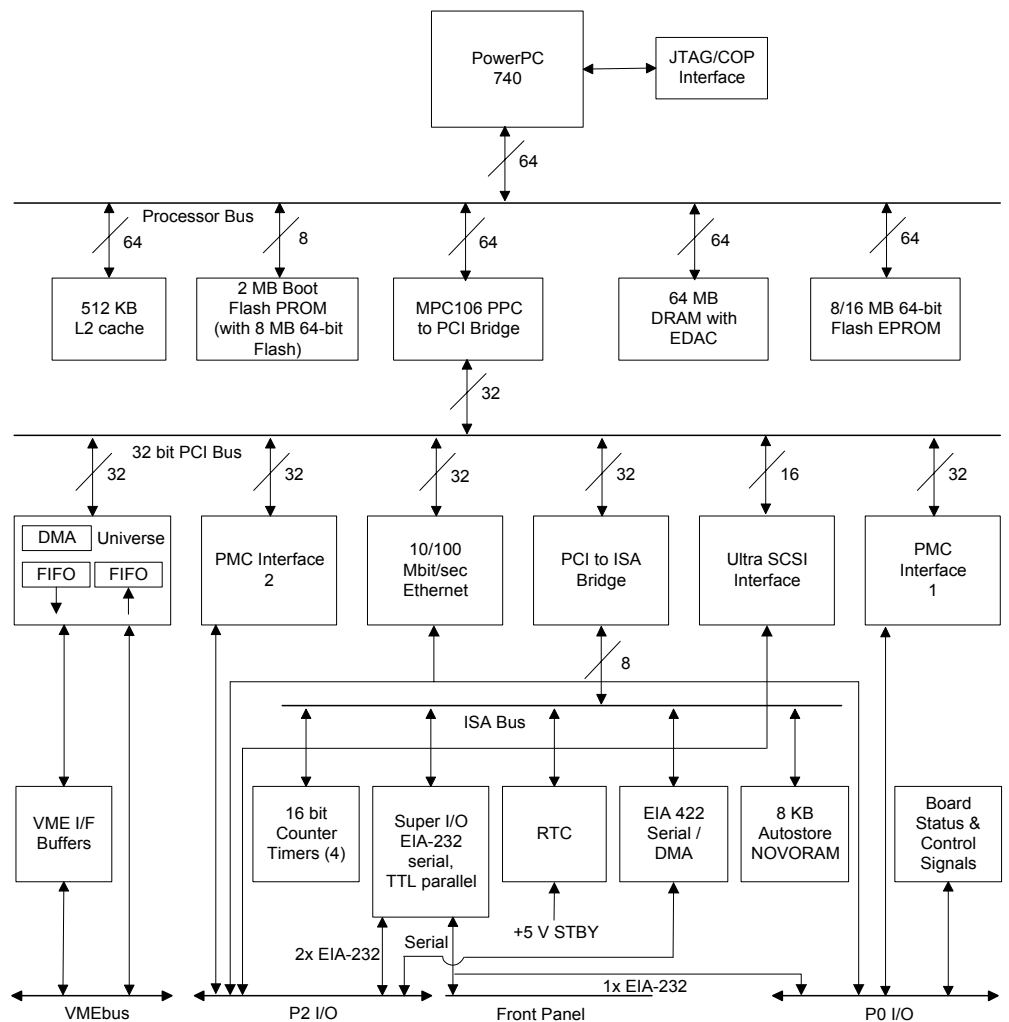 PowerPC
740
JTAG/COP
Interface
64
Processor Bus
64
8
64
64
64
512 KB
L2 cache
2 MB Boot
Flash PROM
(with 8 MB 64-bit
Flash)
MPC106 PPC
to PCI Bridge
64 MB
DRAM with
EDAC
8/16 MB 64-bit
Flash EPROM
32
32 bit PCI Bus
32
32
32
32
16
32
DMA
Universe
FIFO
FIFO
PMC Interface
2
10/100
Mbit/sec
Ethernet
PCI to ISA
Bridge
Ultra SCSI
Interface
PMC
Interface
1
8
ISA Bus
VME I/F
Buffers
16 bit
Counter
Timers (4)
Super I/O
EIA-232
serial,
TTL parallel
RTC
EIA 422
Serial /
DMA
8 KB
Autostore
NOVORAM
Board
Status &
Control
Signals
+5 V STBY
2x EIA-232
Serial
1x EIA-232
VMEbus
P2 I/O
Front Panel
P0 I/O